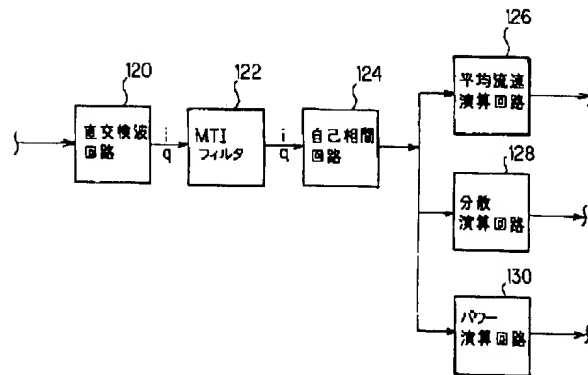 120
直交検波
回路
i
q
122
MTI
フィルタ
i
q
124
自己相関
回路
126
平均流速
演算回路
128
分散
演算回路
130
パワー
演算回路